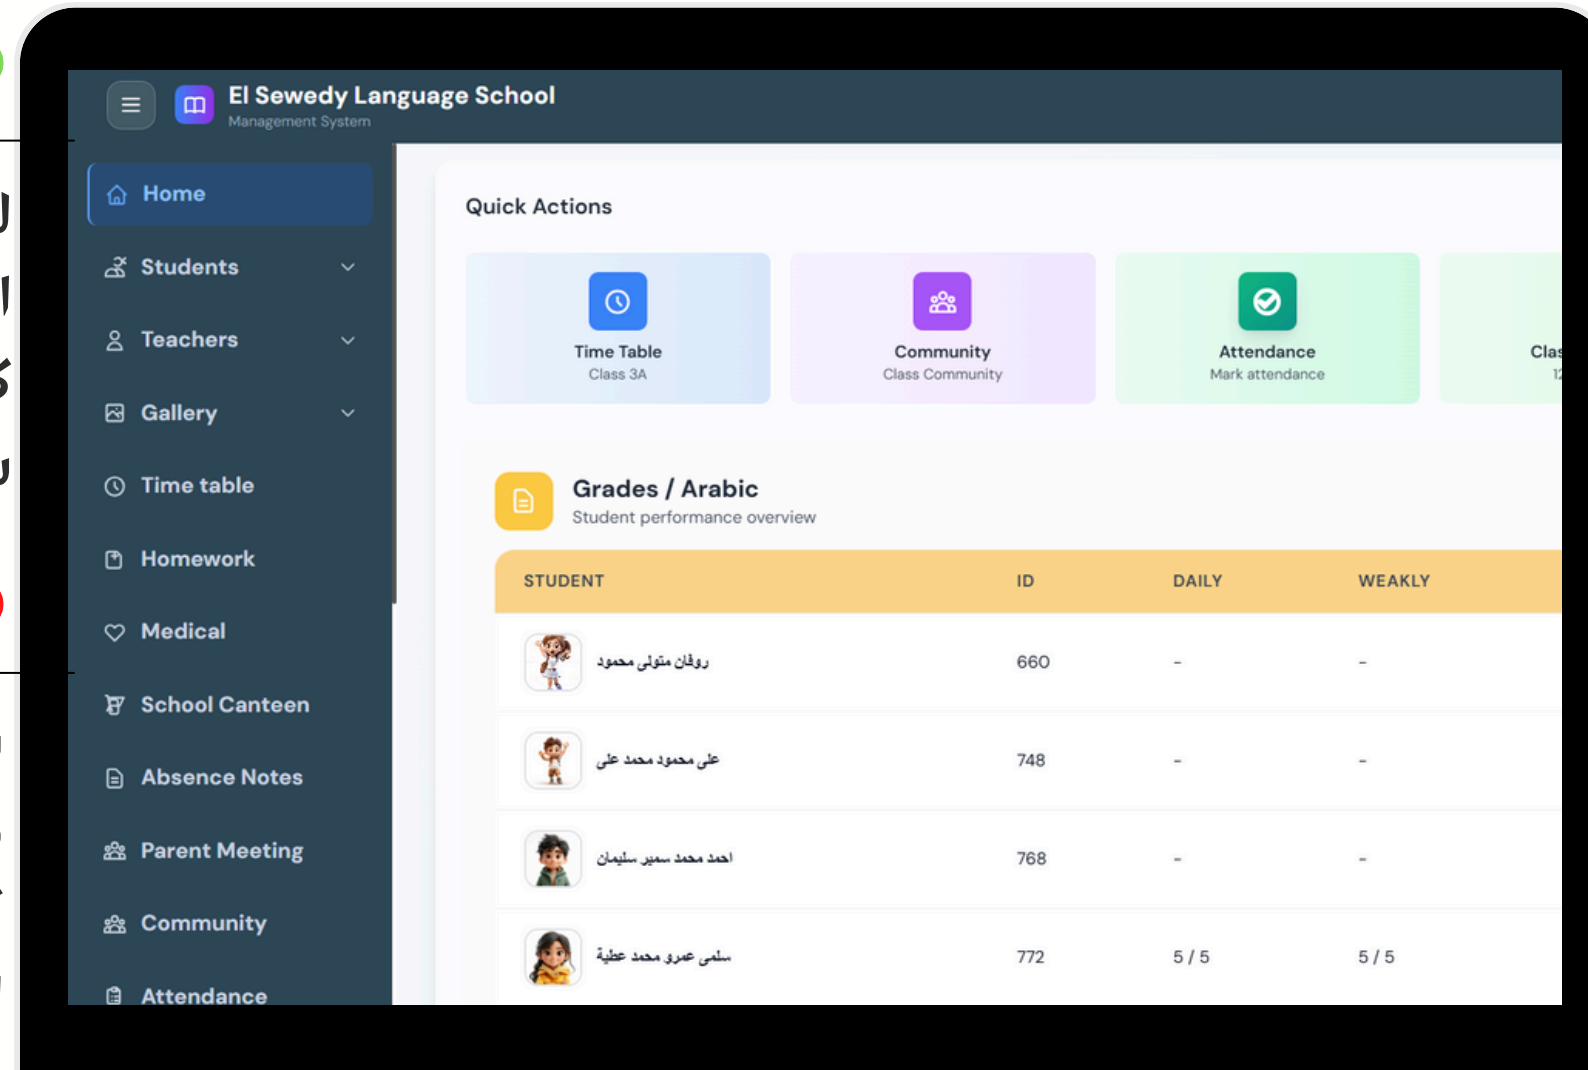 El Sewedy Language School
Management System
Home
Students
Teachers
Gallery
Time table
Homework
Medical
School Canteen
Absence Notes
Parent Meeting
Community
Attendance
Quick Actions
Time Table
Class 3A
Community
Class Community
Attendance
Mark attendance
Grades / Arabic
Student performance overview
STUDENT ID DAILY WEAKLY
روفان متولى محمود 660 - -
على محمود محمد على 748 - -
احمد محمد سمير سليمان 768 - -
سلمى عمرو محمد عطية 772 5 / 5 5 / 5